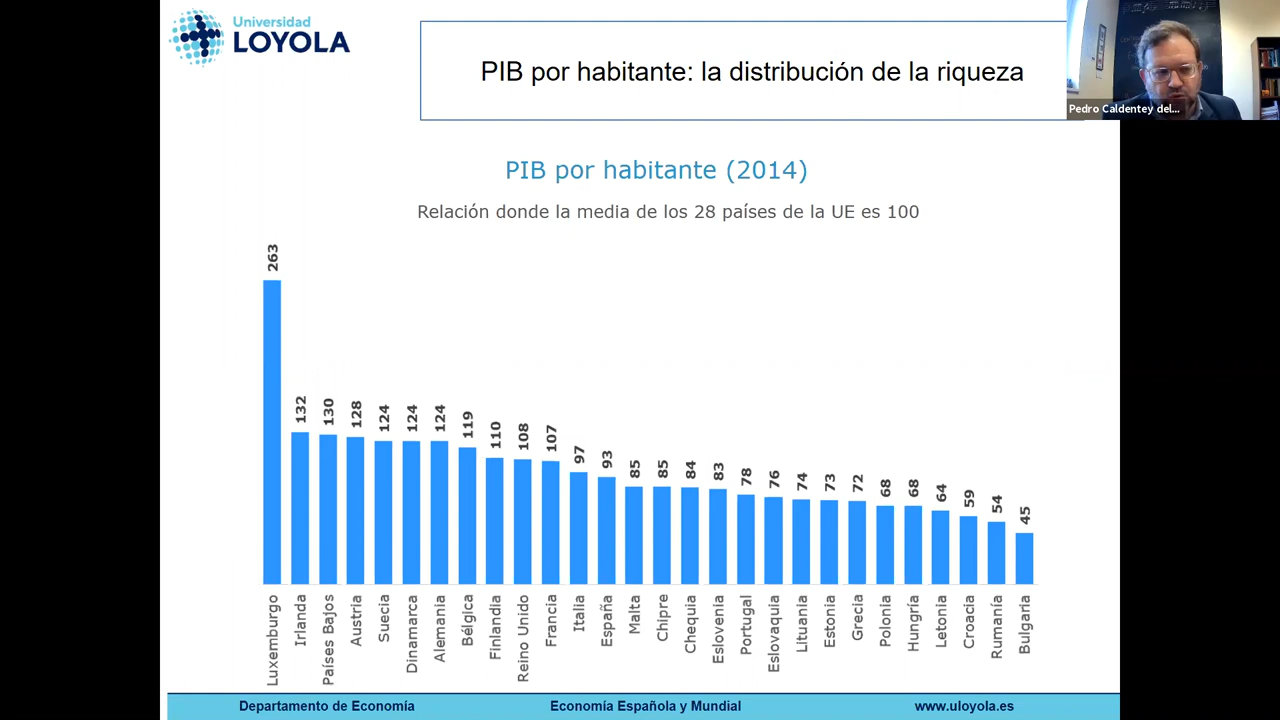 Universidad
LOYOLA
PIB por habitante: la distribución de la riqueza
Pedro Caldentey del...
PIB por habitante (2014)
Relación donde la media de los 28 países de la UE es 100
263
132
130
128
124
124
124
119
110
108
107
97
93
85
85
84
83
78
76
74
73
72
68
68
64
59
54
45
Luxemburgo
Irlanda
Países Bajos
Austria
Suecia
Dinamarca
Alemania
Bélgica
Finlandia
Reino Unido
Francia
Italia
España
Malta
Chipre
Chequia
Eslovenia
Portugal
Eslovaquia
Lituania
Estonia
Grecia
Polonia
Hungría
Letonia
Croacia
Rumanía
Bulgaria
Departamento de Economía
Economía Española y Mundial
www.uloyola.es